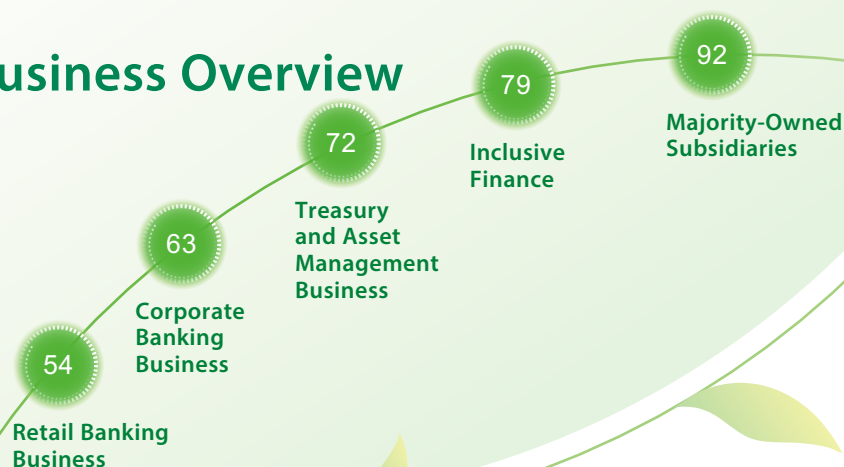 usiness Overview
54
Retail Banking
Business
63
Corporate
Banking
Business
72
Treasury
and Asset
Management
Business
79
Inclusive
Finance
92
Majority-Owned
Subsidiaries